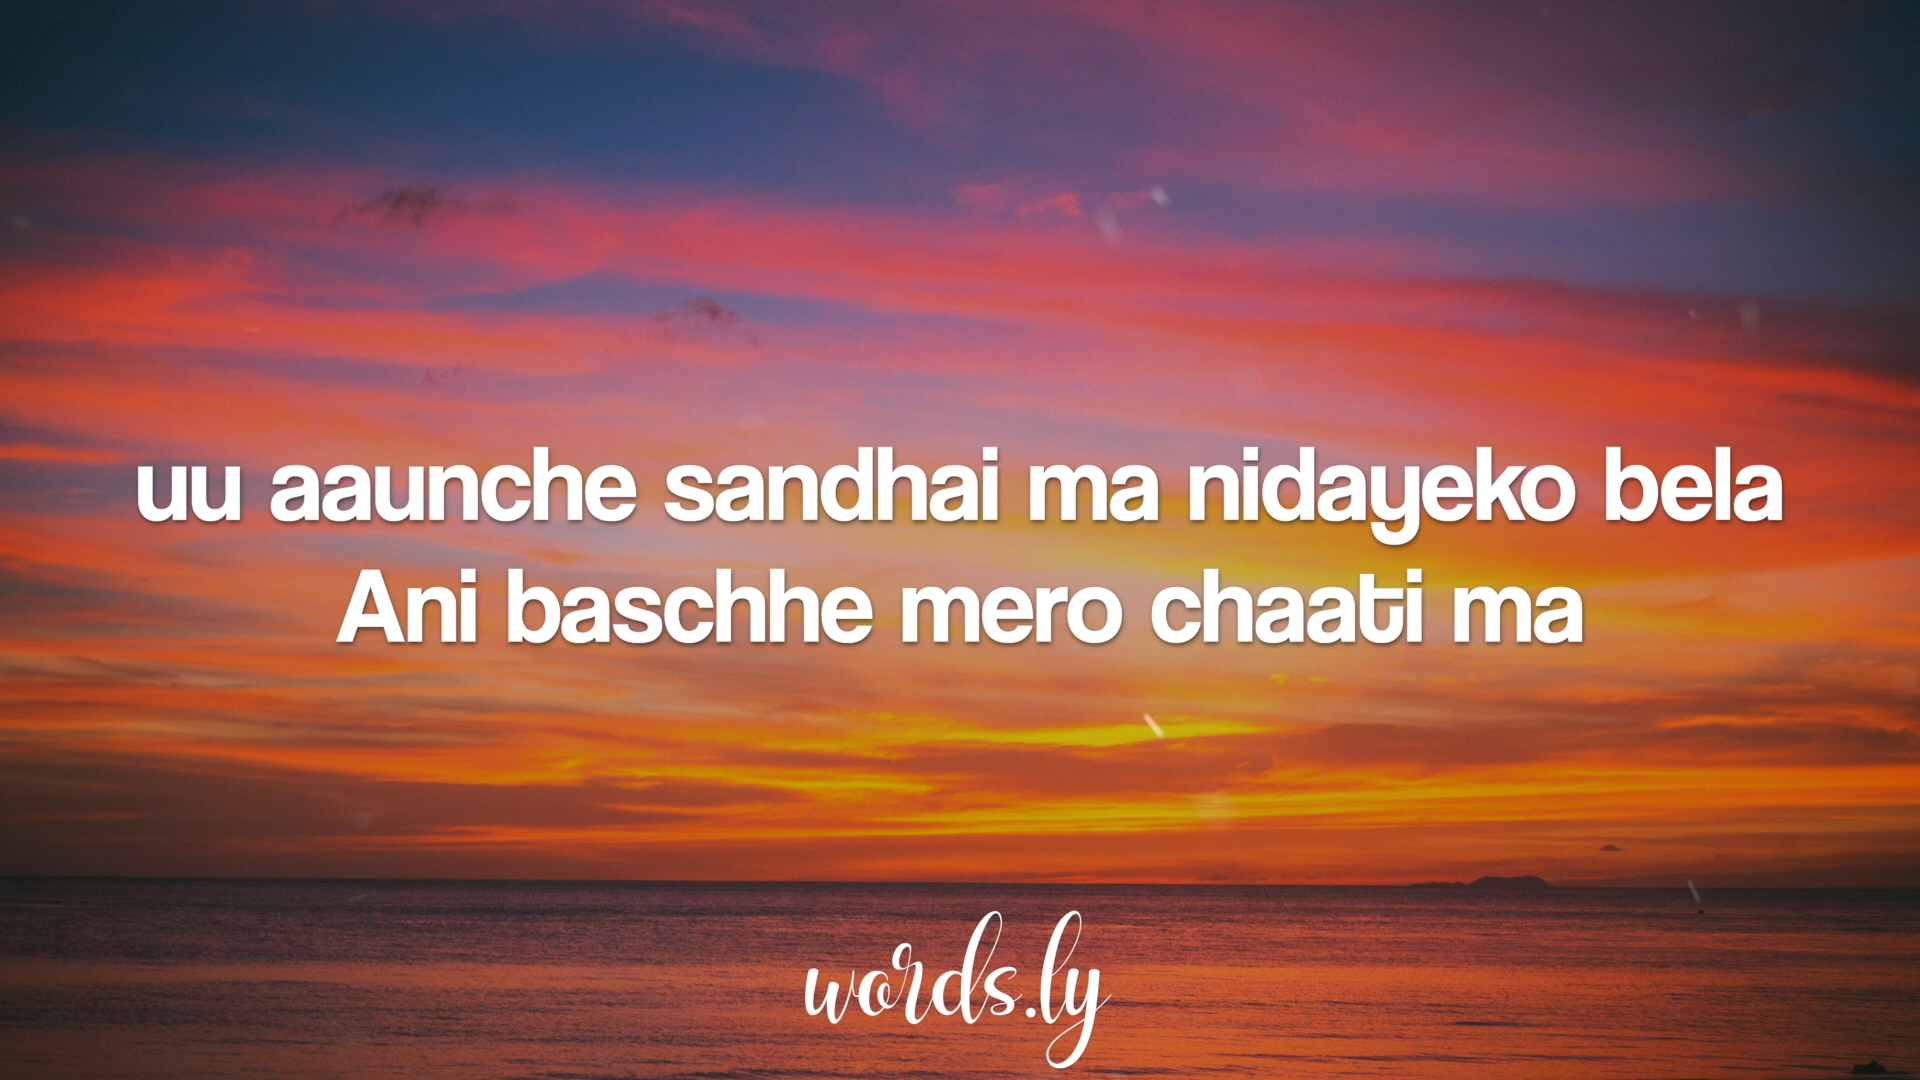 uu aaunche sandhai ma nidayeko bela
Ani baschhe mero chaati ma
words.ly